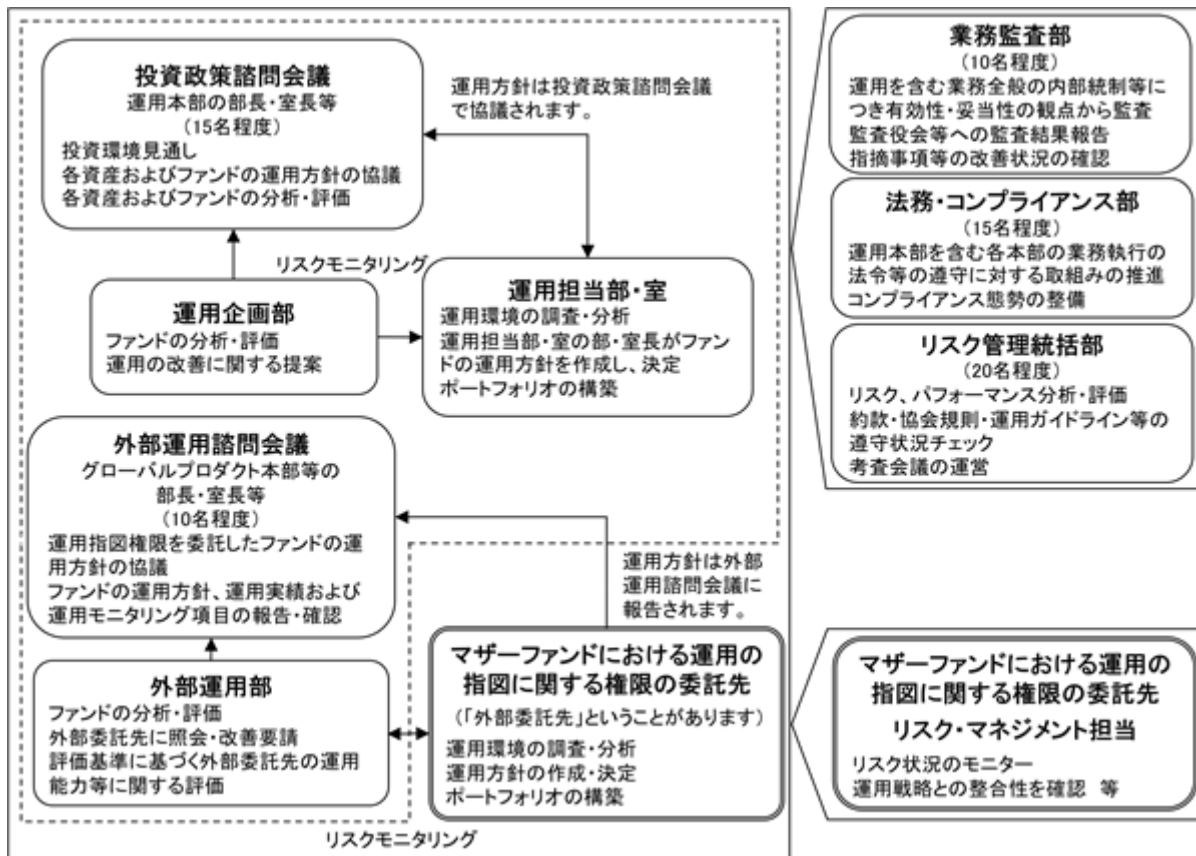 投資政策諮問会議
運用本部の部長・室長等
（15名程度）
投資環境見通し
各資産およびファンドの運用方針の協議
各資産およびファンドの分析・評価
運用方針は投資政策諮問会議
で協議されます。
リスクモニタリング
運用企画部
ファンドの分析・評価
運用の改善に関する提案
運用担当部・室
運用環境の調査・分析
運用担当部・室の部・室長がファン
ドの運用方針を作成し、決定
ポートフォリオの構築
外部運用諮問会議
グローバルプロダクト本部等の
部長・室長等
（10名程度）
運用指図権限を委託したファンドの運
用方針の協議
ファンドの運用方針、運用実績および
運用モニタリング項目の報告・確認
運用方針は外部
運用諮問会議に
報告されます。
外部運用部
ファンドの分析・評価
外部委託先に照会・改善要請
評価基準に基づく外部委託先の運用
能力等に関する評価
マザーファンドにおける運用の
指図に関する権限の委託先
（「外部委託先」ということがあります）
運用環境の調査・分析
運用方針の作成・決定
ポートフォリオの構築
リスクモニタリング
業務監査部
（10名程度）
運用を含む業務全般の内部統制等に
つき有効性・妥当性の観点から監査
監査役会等への監査結果報告
指摘事項等の改善状況の確認
法務・コンプライアンス部
（15名程度）
運用本部を含む各本部の業務執行の
法令等の遵守に対する取組みの推進
コンプライアンス態勢の整備
リスク管理統括部
（20名程度）
リスク、パフォーマンス分析・評価
約款・協会規則・運用ガイドライン等の
遵守状況チェック
考査会議の運営
マザーファンドにおける運用の
指図に関する権限の委託先
リスク・マネジメント担当
リスク状況のモニター
運用戦略との整合性を確認 等